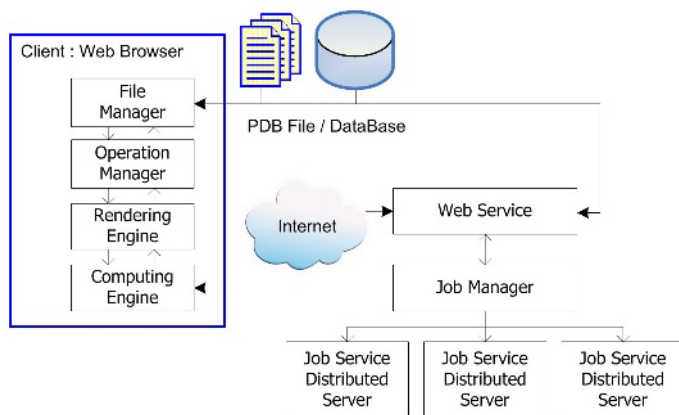 Client : Web Browser
File
Manager
Operation
Manager
Rendering
Engine
Computing
Engine
PDB File / DataBase
Internet
Web Service
Job Manager
Job Service
Distributed
Server
Job Service
Distributed
Server
Job Service
Distributed
Server